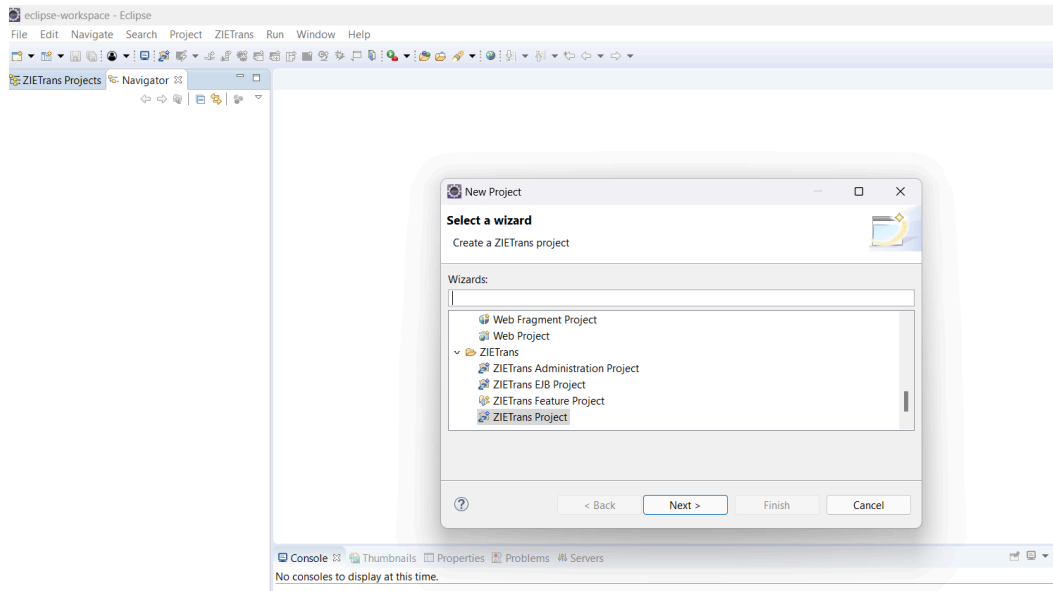 eclipse-workspace - Eclipse
File Edit Navigate Search Project ZIETrans Run Window Help
ZIETrans Projects Navigator
New Project
Select a wizard
Create a ZIETrans project
Wizards:
Web Fragment Project
Web Project
ZIETrans
ZIETrans Administration Project
ZIETrans EJB Project
ZIETrans Feature Project
ZIETrans Project
< Back Next > Finish Cancel
Console Thumbnails Properties Problems Servers
No consoles to display at this time.